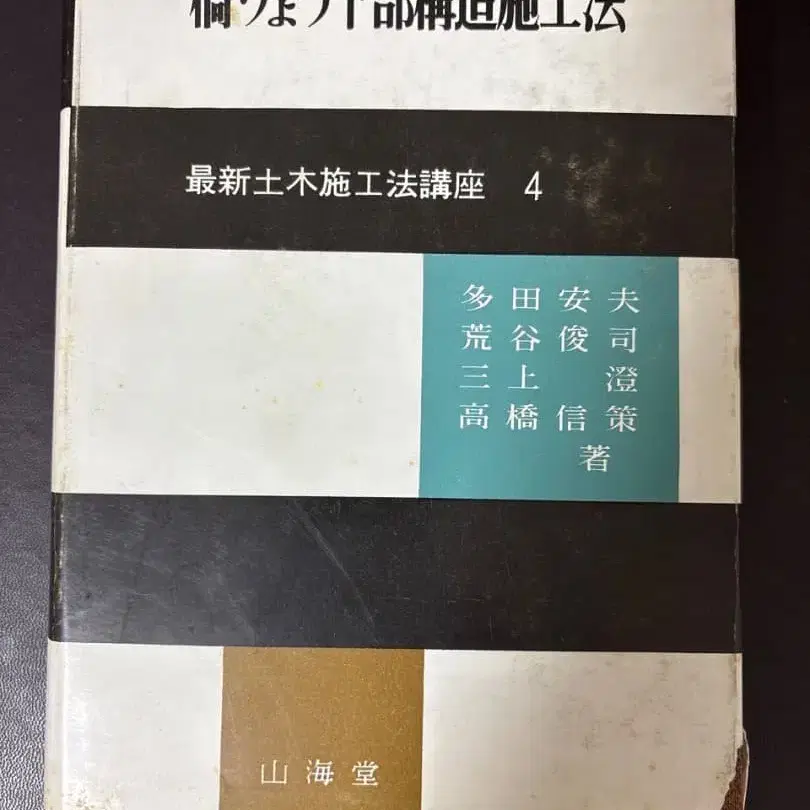 橋りょう下部構造施工法
最新土木施工法講座 4
多田安夫
荒谷俊司
三上 澄
高橋信策
著
山海堂